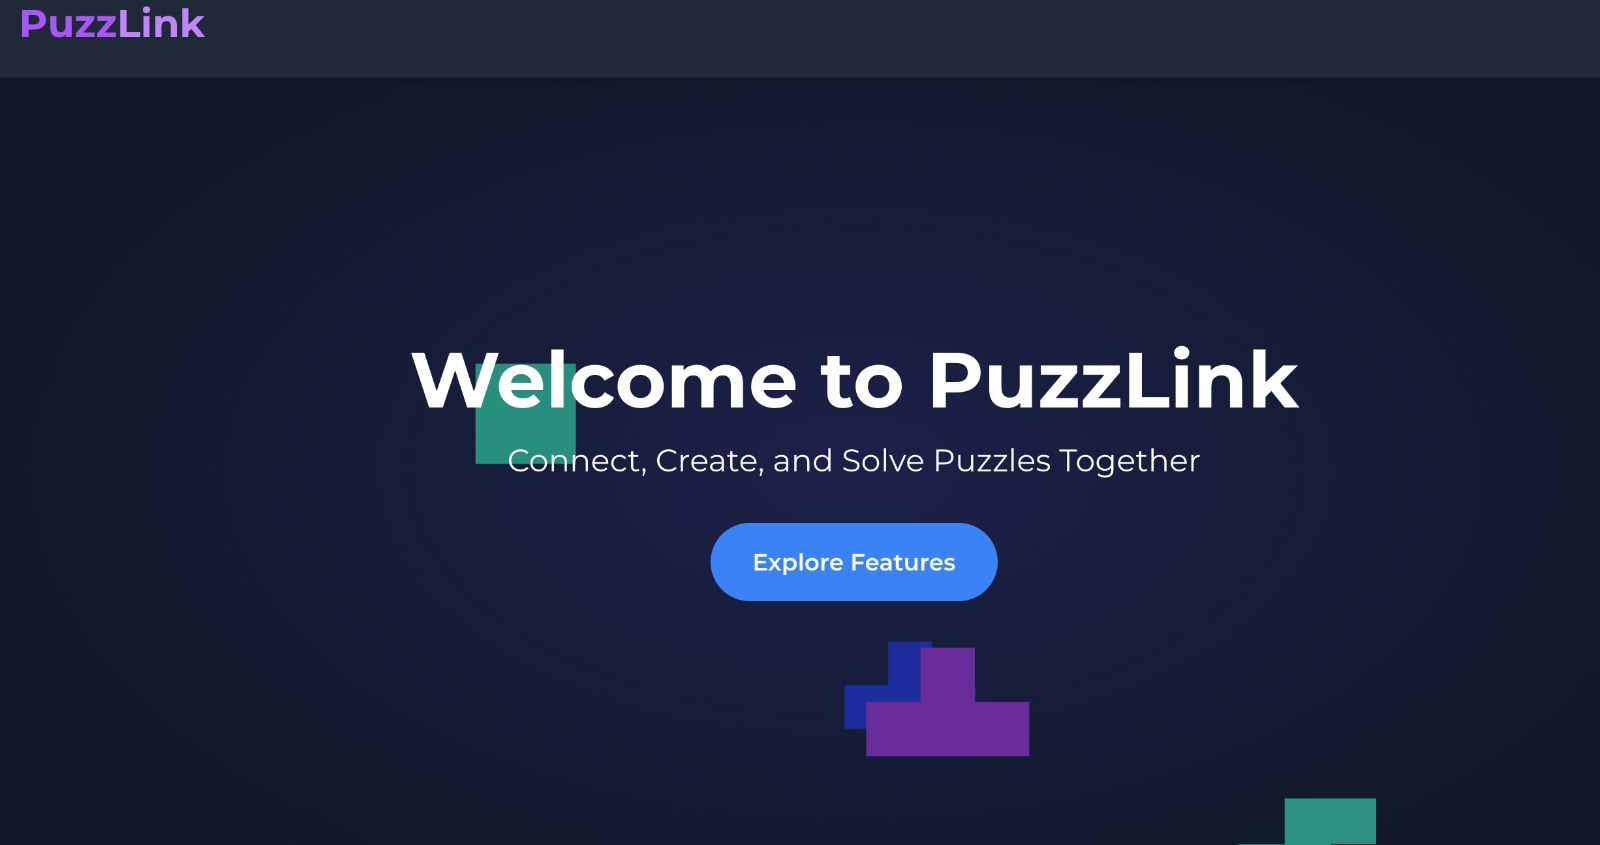 PuzzLink
Welcome to PuzzLink
Connect, Create, and Solve Puzzles Together
Explore Features